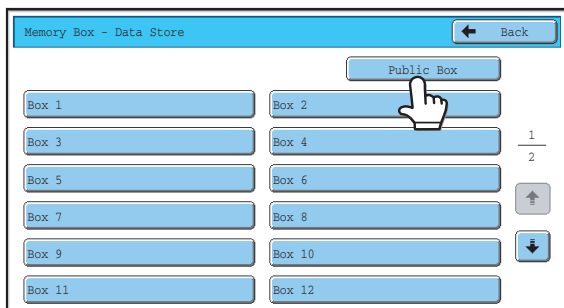 Memory Box - Data Store
Back
Public Box
Box 1
Box 2
Box 3
Box 4
1
2
Box 5
Box 6
Box 7
Box 8
Box 9
Box 10
Box 11
Box 12